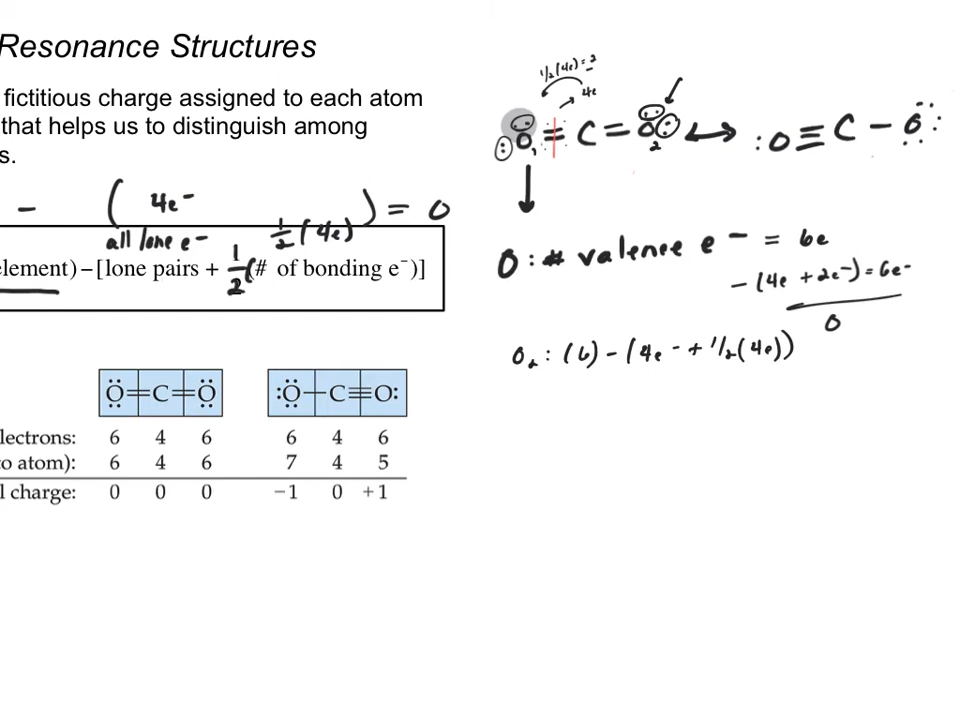 Resonance Structures
fictitious charge assigned to each atom
that helps us to distinguish among
s.
− ( 4e− ) = 0
all lone e− ½(4e)
element) − [lone pairs + 1/2 (# of bonding e⁻)]
Ö=C=Ö :Ö−C≡O:
lectrons: 6 4 6 6 4 6
o atom): 6 4 6 7 4 5
l charge: 0 0 0 −1 0 +1
1/2(4e)=2
4e
:O₁ = C = O₂ ↔ :O≡C−O:
O: # valence e− = 6e
−(4e + 2e−) = 6e−
0
O₂: (6) − (4e− + 1/2(4e))